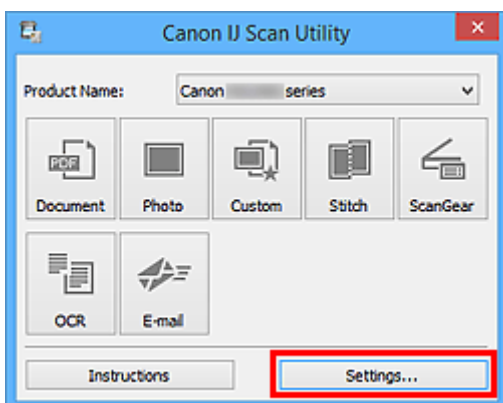 Canon IJ Scan Utility
Product Name:
Canon series
Document Photo Custom Stitch ScanGear
PDF
OCR E-mail
Instructions Settings...